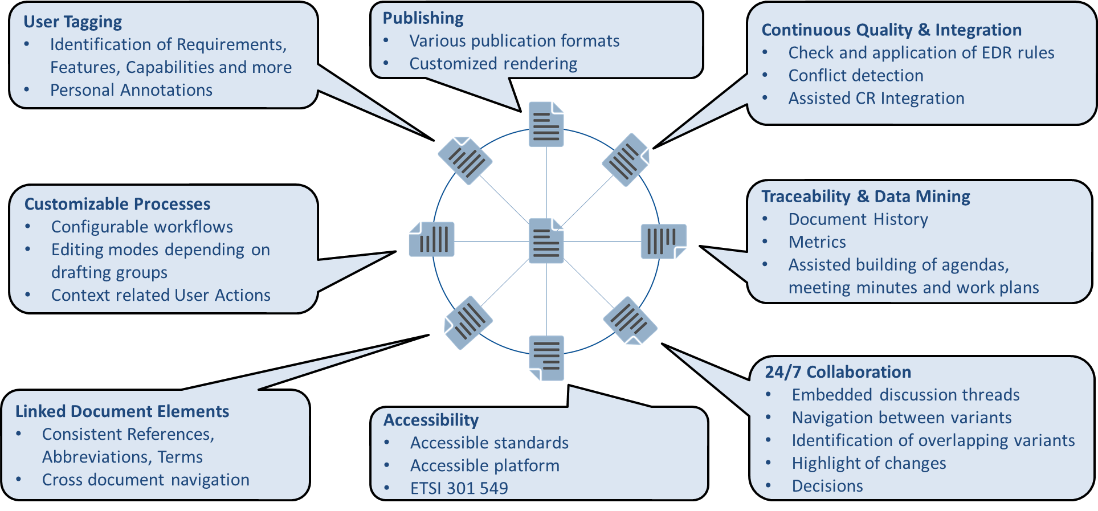 User Tagging
• Identification of Requirements,
Features, Capabilities and more
• Personal Annotations
Publishing
• Various publication formats
• Customized rendering
Continuous Quality & Integration
• Check and application of EDR rules
• Conflict detection
• Assisted CR Integration
Customizable Processes
• Configurable workflows
• Editing modes depending on
drafting groups
• Context related User Actions
Traceability & Data Mining
• Document History
• Metrics
• Assisted building of agendas,
meeting minutes and work plans
Linked Document Elements
• Consistent References,
Abbreviations, Terms
• Cross document navigation
Accessibility
• Accessible standards
• Accessible platform
• ETSI 301 549
24/7 Collaboration
• Embedded discussion threads
• Navigation between variants
• Identification of overlapping variants
• Highlight of changes
• Decisions